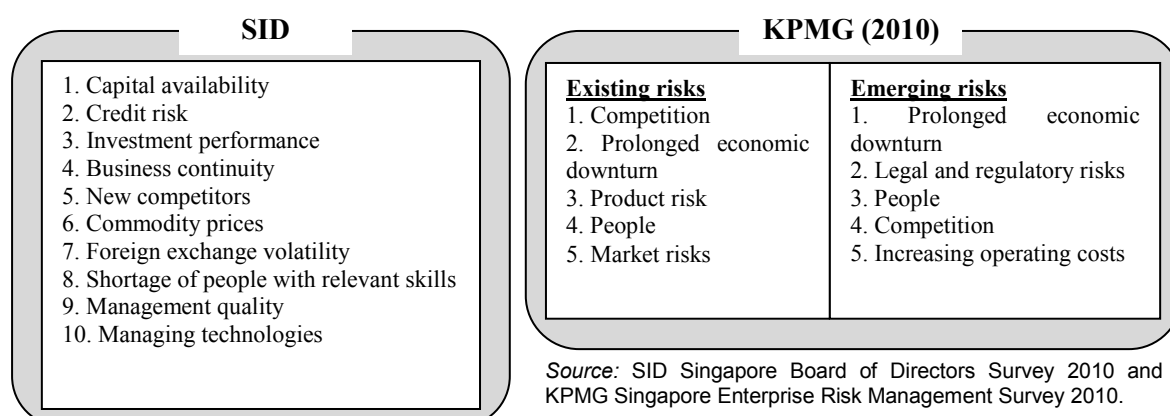 SID
1. Capital availability
2. Credit risk
3. Investment performance
4. Business continuity
5. New competitors
6. Commodity prices
7. Foreign exchange volatility
8. Shortage of people with relevant skills
9. Management quality
10. Managing technologies
KPMG (2010)
Existing risks
1. Competition
2. Prolonged economic
downturn
3. Product risk
4. People
5. Market risks
Emerging risks
1. Prolonged economic
downturn
2. Legal and regulatory risks
3. People
4. Competition
5. Increasing operating costs
Source: SID Singapore Board of Directors Survey 2010 and
KPMG Singapore Enterprise Risk Management Survey 2010.